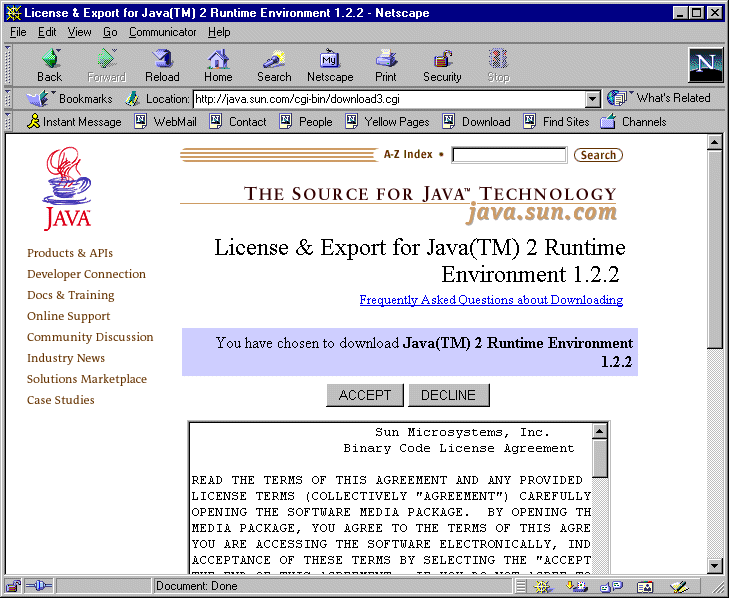 License & Export for Java(TM) 2 Runtime Environment 1.2.2 - Netscape
File Edit View Go Communicator Help
Back Forward Reload Home Search Netscape Print Security Stop
Bookmarks Location: http://java.sun.com/cgi-bin/download3.cgi What's Related
Instant Message WebMail Contact People Yellow Pages Download Find Sites Channels
A-Z Index • Search
JAVA™
THE SOURCE FOR JAVA™ TECHNOLOGY
java.sun.com
Products & APIs
Developer Connection
Docs & Training
Online Support
Community Discussion
Industry News
Solutions Marketplace
Case Studies
License & Export for Java(TM) 2 Runtime
Environment 1.2.2
Frequently Asked Questions about Downloading
You have chosen to download Java(TM) 2 Runtime Environment
1.2.2
ACCEPT DECLINE
Sun Microsystems, Inc.
Binary Code License Agreement
READ THE TERMS OF THIS AGREEMENT AND ANY PROVIDED
LICENSE TERMS (COLLECTIVELY "AGREEMENT") CAREFULLY
OPENING THE SOFTWARE MEDIA PACKAGE. BY OPENING TH
MEDIA PACKAGE, YOU AGREE TO THE TERMS OF THIS AGRE
YOU ARE ACCESSING THE SOFTWARE ELECTRONICALLY, IND
ACCEPTANCE OF THESE TERMS BY SELECTING THE "ACCEPT
Document: Done